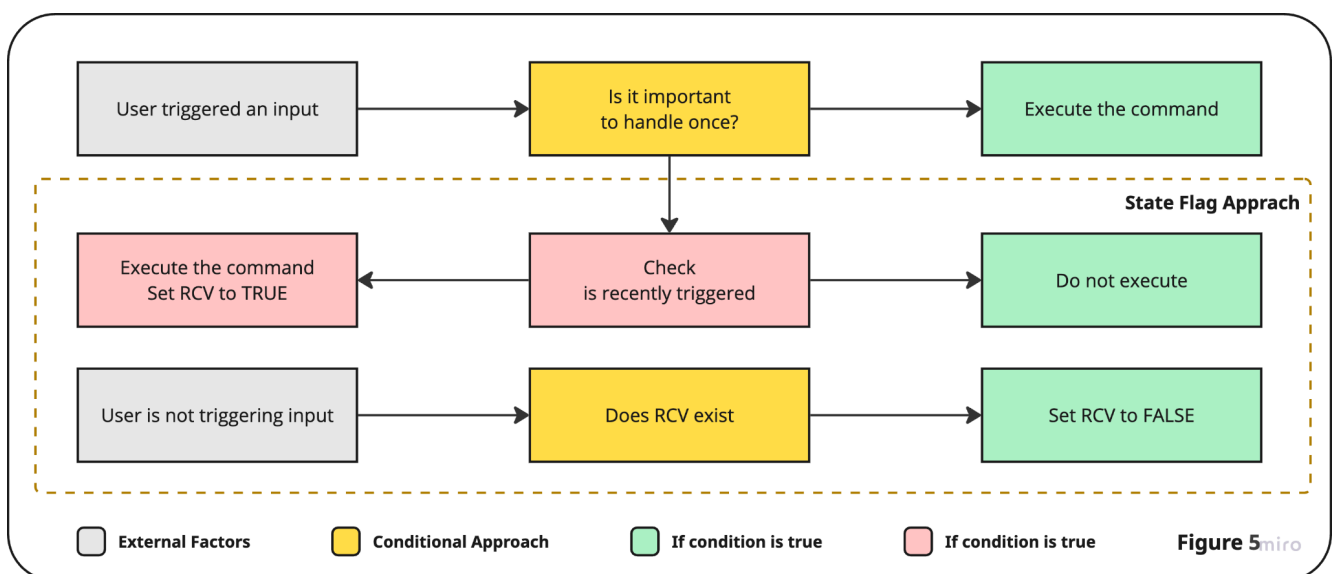 User triggered an input
Is it important
to handle once?
Execute the command
State Flag Apprach
Execute the command
Set RCV to TRUE
Check
is recently triggered
Do not execute
User is not triggering input
Does RCV exist
Set RCV to FALSE
External Factors
Conditional Approach
If condition is true
If condition is true
Figure 5
miro